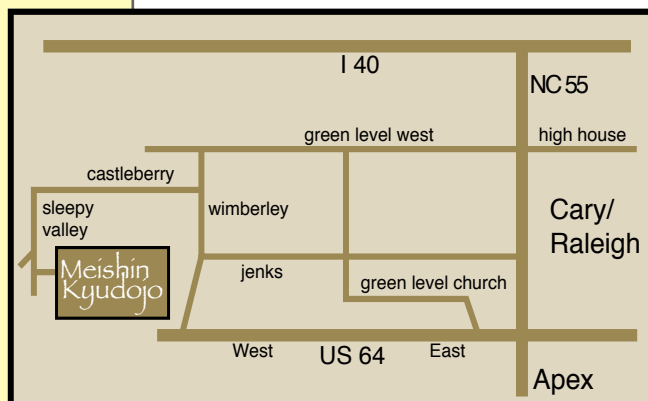 I 40
NC 55
green level west
high house
castleberry
sleepy
valley
wimberley
Cary/
Raleigh
Meishin
Kyudojo
jenks
green level church
West
US 64
East
Apex